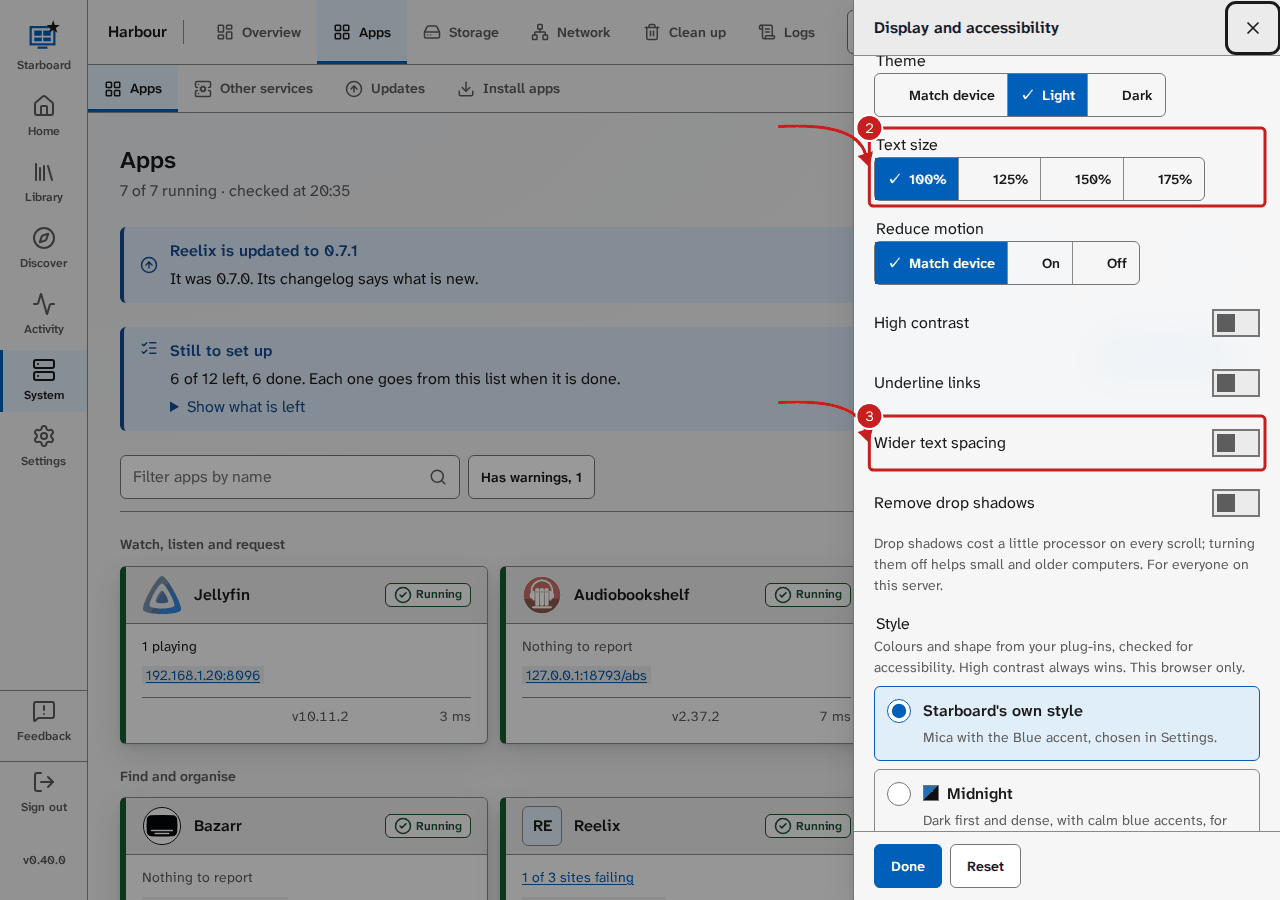 Starboard
Home
Library
Discover
Activity
System
Settings
Feedback
Sign out
v0.40.0
Harbour
Overview
Apps
Storage
Network
Clean up
Logs
Apps
Other services
Updates
Install apps
Apps
7 of 7 running · checked at 20:35
Reelix is updated to 0.7.1
It was 0.7.0. Its changelog says what is new.
Still to set up
6 of 12 left, 6 done. Each one goes from this list when it is done.
Show what is left
Filter apps by name
Has warnings, 1
Watch, listen and request
Jellyfin
Running
1 playing
192.168.1.20:8096
v10.11.2
3 ms
Audiobookshelf
Running
Nothing to report
127.0.0.1:18793/abs
v2.37.2
7 ms
Find and organise
Bazarr
Running
Nothing to report
RE
Reelix
Running
1 of 3 sites failing
Display and accessibility
Theme
Match device
✓ Light
Dark
2
Text size
✓ 100%
125%
150%
175%
Reduce motion
✓ Match device
On
Off
High contrast
Underline links
3
Wider text spacing
Remove drop shadows
Drop shadows cost a little processor on every scroll; turning
them off helps small and older computers. For everyone on
this server.
Style
Colours and shape from your plug-ins, checked for
accessibility. High contrast always wins. This browser only.
Starboard's own style
Mica with the Blue accent, chosen in Settings.
Midnight
Dark first and dense, with calm blue accents, for
Done
Reset